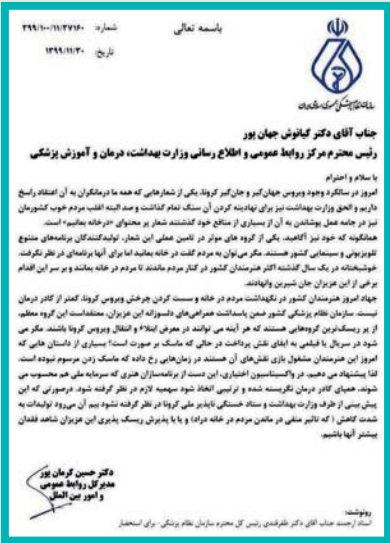 باسمه تعالی
شماره: ۳۹۹/۱۰۰/۱۱/۳۷۱۶۰
تاریخ: ۱۳۹۹/۱۱/۳۰
سازمان نظام پزشکی جمهوری اسلامی ایران
جناب آقای دکتر کیانوش جهان پور
رئیس محترم مرکز روابط عمومی و اطلاع رسانی وزارت بهداشت، درمان و آموزش پزشکی
با سلام و احترام
امروز در سالگرد وجود ویروس جهان‌گیر و جان‌گیر کرونا، یکی از شعارهایی که همه ما درمانگران به آن اعتقاد راسخ
داریم و الحق وزارت بهداشت نیز برای نهادینه کردن آن سنگ تمام گذاشت و صد البته اغلب مردم خوب کشورمان
نیز در جامه عمل پوشاندن به آن از بسیاری از منافع خود گذشتند شعار پر محتوای «درخانه بمانیم» است.
همانگونه که خود نیز آگاهید، یکی از گروه های موثر در تامین عملی این شعار، تولیدکنندگان برنامه‌های متنوع
تلویزیونی و سینمایی کشور هستند. مگر می‌توان به مردم گفت در خانه بمانید اما برای آنها برنامه‌ای در نظر نگرفت.
خوشبختانه در یک سال گذشته اکثر هنرمندان کشور در کنار مردم ماندند تا مردم در خانه بمانند و بر سر این اقدام
برخی از این عزیزان جان شیرین وانهادند.
جهاد امروز هنرمندان کشور در نگهداشت مردم در خانه و سست کردن چرخش ویروس کرونا، کمتر از کادر درمان
نیست. سازمان نظام پزشکی کشور ضمن پاسداشت همراهی‌های دلسوزانه این عزیزان، معتقداست این گروه معظم،
از پر ریسک‌ترین گروه‌هایی هستند که هر آینه می توانند در معرض ابتلاء و انتقال ویروس کرونا باشند. مگر می
شود در سریال یا فیلمی به ایفای نقش پرداخت در حالی که ماسک بر صورت است؟ بسیاری از داستان هایی که
امروز این هنرمندان مشغول بازی نقش‌های آن هستند در زمان‌هایی رخ داده که ماسک زدن مرسوم نبوده است.
لذا پیشنهاد می دهیم، در واکسیناسیون اختیاری، این دست از برنامه‌سازان هنری که سرمایه ملی هم محسوب می
شوند، همپای کادر درمان نگریسته شده و ترتیبی اتخاذ شود سهمیه لازم در نظر گرفته شود. درصورتی که این
پیش بینی از طرف وزارت بهداشت و ستاد خستگی ناپذیر ملی کرونا در نظر گرفته نشود بیم آن می‌رود تولیدات به
شدت کاهش ( که تاثیر منفی در ماندن مردم در خانه دراد) و یا با پذیرش ریسک پذیری این عزیزان شاهد فقدان
بیشتر آنها باشیم.
دکتر حسین کرمان پور
مدیرکل روابط عمومی
و امور بین الملل
رونوشت:
استاد ارجمند جناب آقای دکتر ظفرقندی رئیس کل محترم سازمان نظام پزشکی- برای استحضار